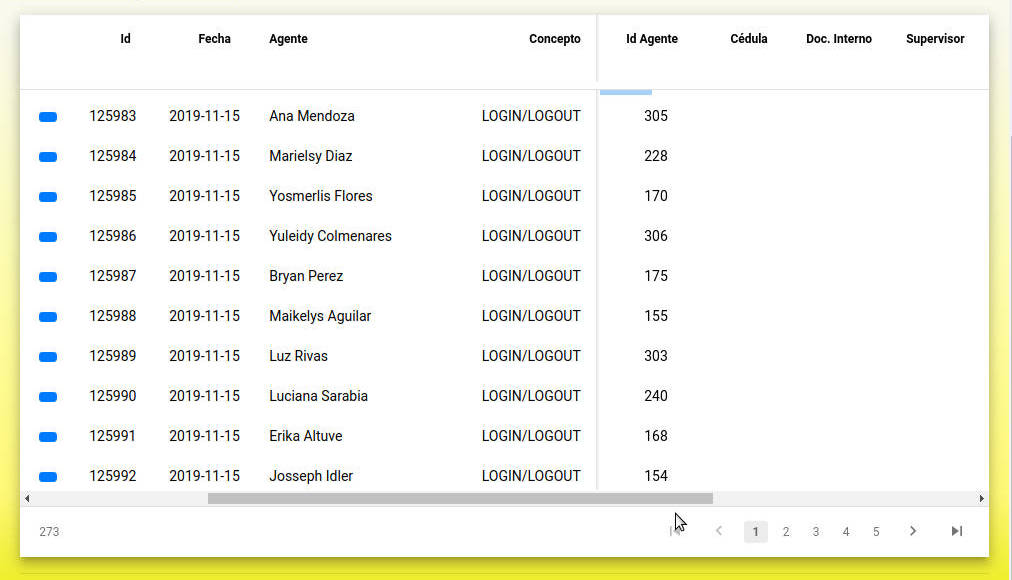 Id Fecha Agente Concepto Id Agente Cédula Doc. Interno Supervisor
125983 2019-11-15 Ana Mendoza LOGIN/LOGOUT 305
125984 2019-11-15 Marielsy Diaz LOGIN/LOGOUT 228
125985 2019-11-15 Yosmerlis Flores LOGIN/LOGOUT 170
125986 2019-11-15 Yuleidy Colmenares LOGIN/LOGOUT 306
125987 2019-11-15 Bryan Perez LOGIN/LOGOUT 175
125988 2019-11-15 Maikelys Aguilar LOGIN/LOGOUT 155
125989 2019-11-15 Luz Rivas LOGIN/LOGOUT 303
125990 2019-11-15 Luciana Sarabia LOGIN/LOGOUT 240
125991 2019-11-15 Erika Altuve LOGIN/LOGOUT 168
125992 2019-11-15 Josseph Idler LOGIN/LOGOUT 154
273 1 2 3 4 5